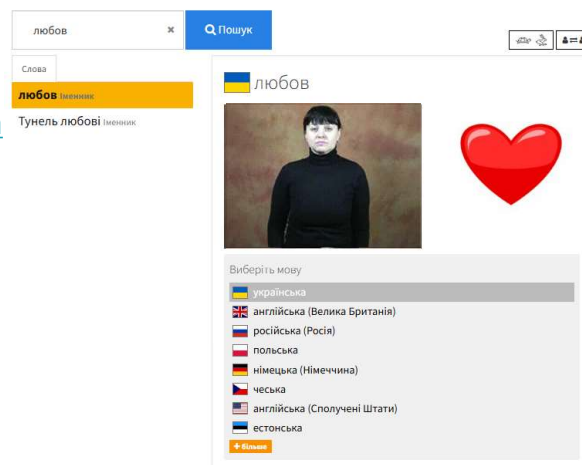 любов ✖ Пошук
Слова
любов Іменник
Тунель любові Іменник
любов
Виберіть мову
українська
англійська (Велика Британія)
російська (Росія)
польська
німецька (Німеччина)
чеська
англійська (Сполучені Штати)
естонська
+ більше